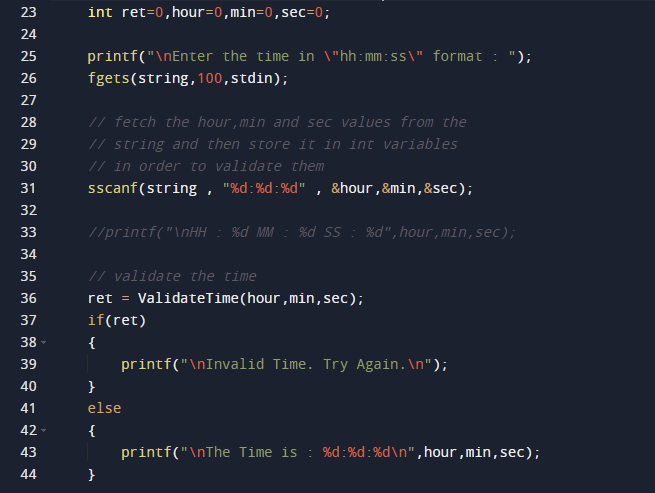 23 int ret=0,hour=0,min=0,sec=0;
24
25 printf("\nEnter the time in \"hh:mm:ss\" format : ");
26 fgets(string,100,stdin);
27
28 // fetch the hour,min and sec values from the
29 // string and then store it in int variables
30 // in order to validate them
31 sscanf(string , "%d:%d:%d" , &hour,&min,&sec);
32
33 //printf("\nHH : %d MM : %d SS : %d",hour,min,sec);
34
35 // validate the time
36 ret = ValidateTime(hour,min,sec);
37 if(ret)
38 {
39 printf("\nInvalid Time. Try Again.\n");
40 }
41 else
42 {
43 printf("\nThe Time is : %d:%d:%d\n",hour,min,sec);
44 }